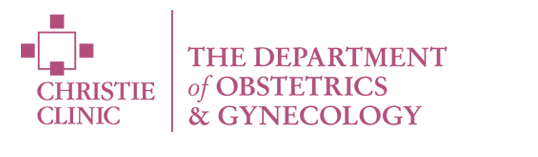 CHRISTIE
CLINIC
THE DEPARTMENT
of OBSTETRICS
& GYNECOLOGY